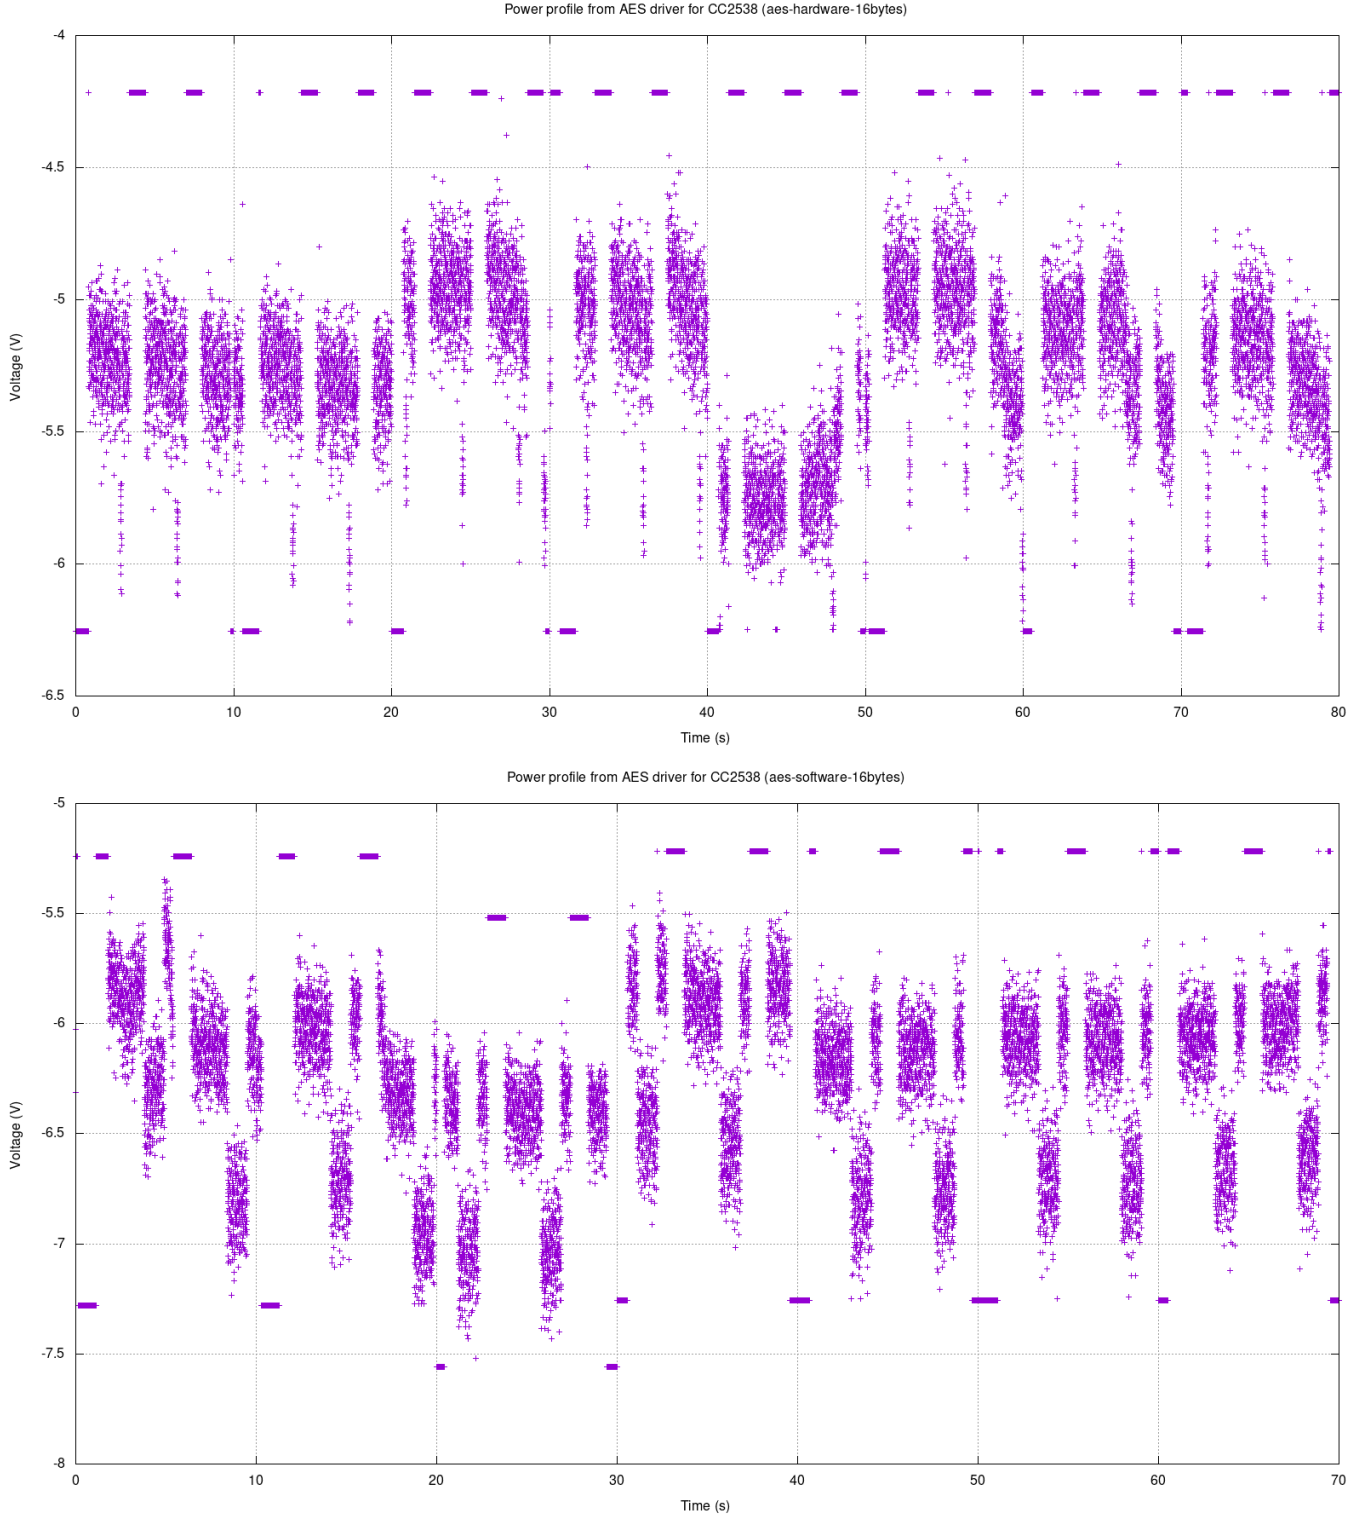 Power profile from AES driver for CC2538 (aes-hardware-16bytes)
-4
-4.5
-5
-5.5
-6
-6.5
Voltage (V)
0 10 20 30 40 50 60 70 80
Time (s)
Power profile from AES driver for CC2538 (aes-software-16bytes)
-5
-5.5
-6
-6.5
-7
-7.5
-8
Voltage (V)
0 10 20 30 40 50 60 70
Time (s)